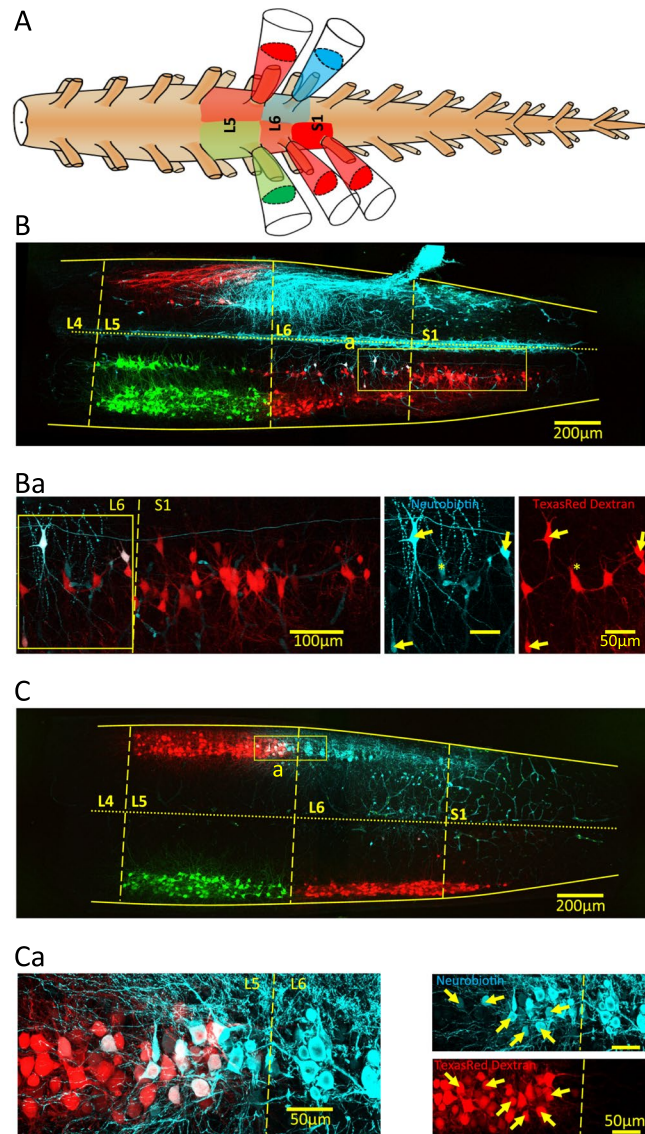 A
L5 L6 S1
B
L4 L5 L6 S1
a
200µm
Ba
L6 S1 Neurobiotin TexasRed Dextran
* *
100µm 50µm
C
a
L4 L5 L6 S1
200µm
Ca
L5 L6 Neurobiotin
TexasRed Dextran
50µm 50µm